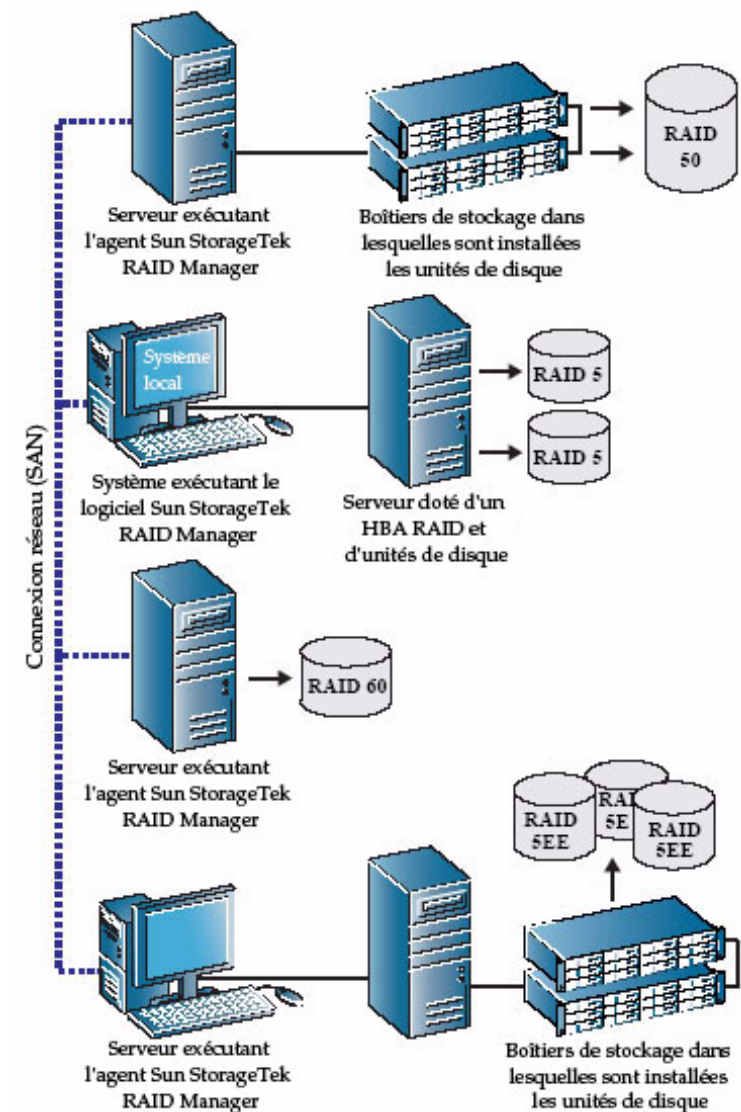 RAID
50
Serveur exécutant
l'agent Sun StorageTek
RAID Manager
Boîtiers de stockage dans
lesquelles sont installées
les unités de disque
Connexion réseau (SAN)
Système
local
RAID 5
RAID 5
Système exécutant le
logiciel Sun StorageTek
RAID Manager
Serveur doté d'un
HBA RAID et
d'unités de disque
RAID 60
Serveur exécutant
l'agent Sun StorageTek
RAID Manager
RAID
5EE
RAID
5EE
Serveur exécutant
l'agent Sun StorageTek
RAID Manager
Boîtiers de stockage dans
lesquelles sont installées
les unités de disque